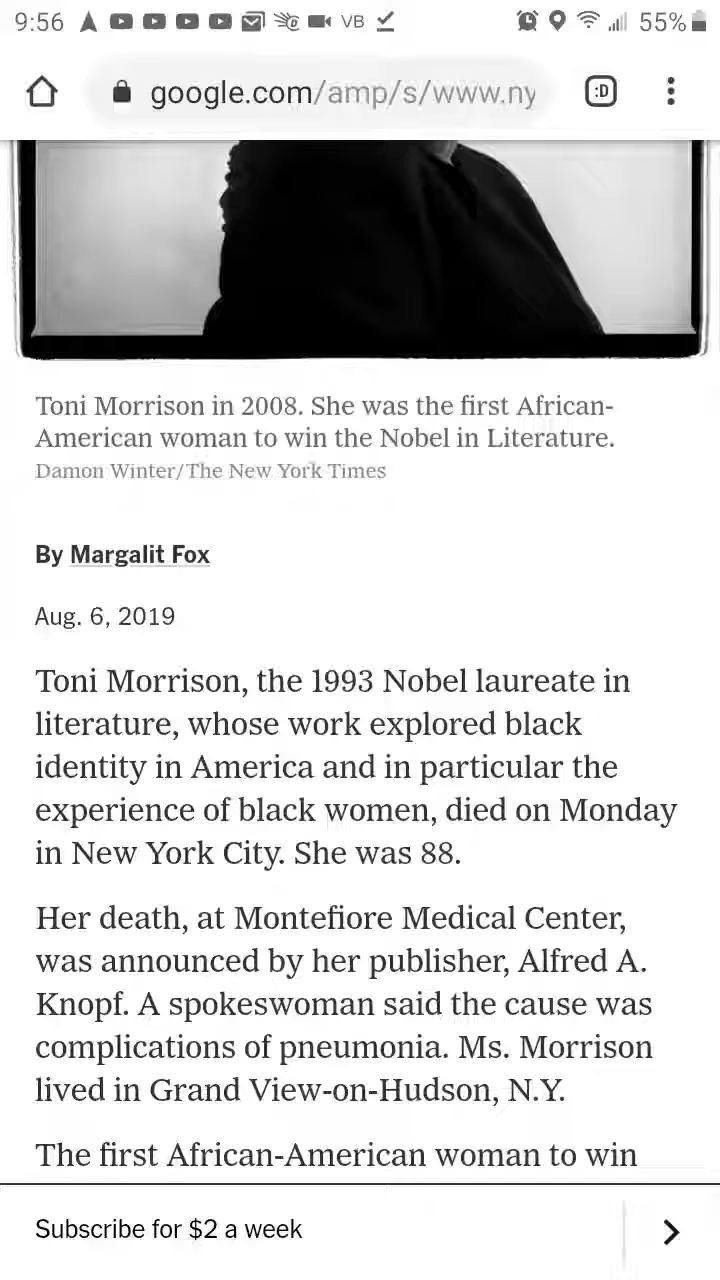 9:56 VB 55%
google.com/amp/s/www.ny :D
Toni Morrison in 2008. She was the first African-
American woman to win the Nobel in Literature.
Damon Winter/The New York Times
By Margalit Fox
Aug. 6, 2019
Toni Morrison, the 1993 Nobel laureate in
literature, whose work explored black
identity in America and in particular the
experience of black women, died on Monday
in New York City. She was 88.
Her death, at Montefiore Medical Center,
was announced by her publisher, Alfred A.
Knopf. A spokeswoman said the cause was
complications of pneumonia. Ms. Morrison
lived in Grand View-on-Hudson, N.Y.
The first African-American woman to win
Subscribe for $2 a week